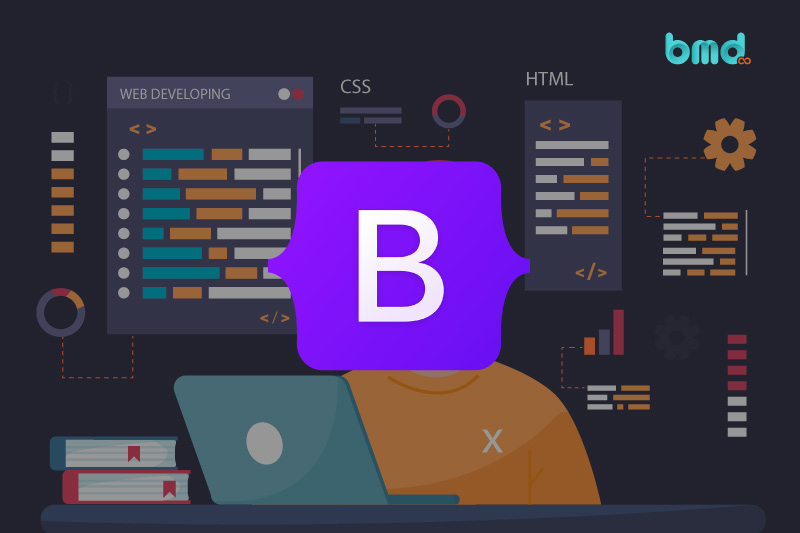 bmd
CSS
HTML
WEB DEVELOPING
< >
< >
B
</>
</>
X